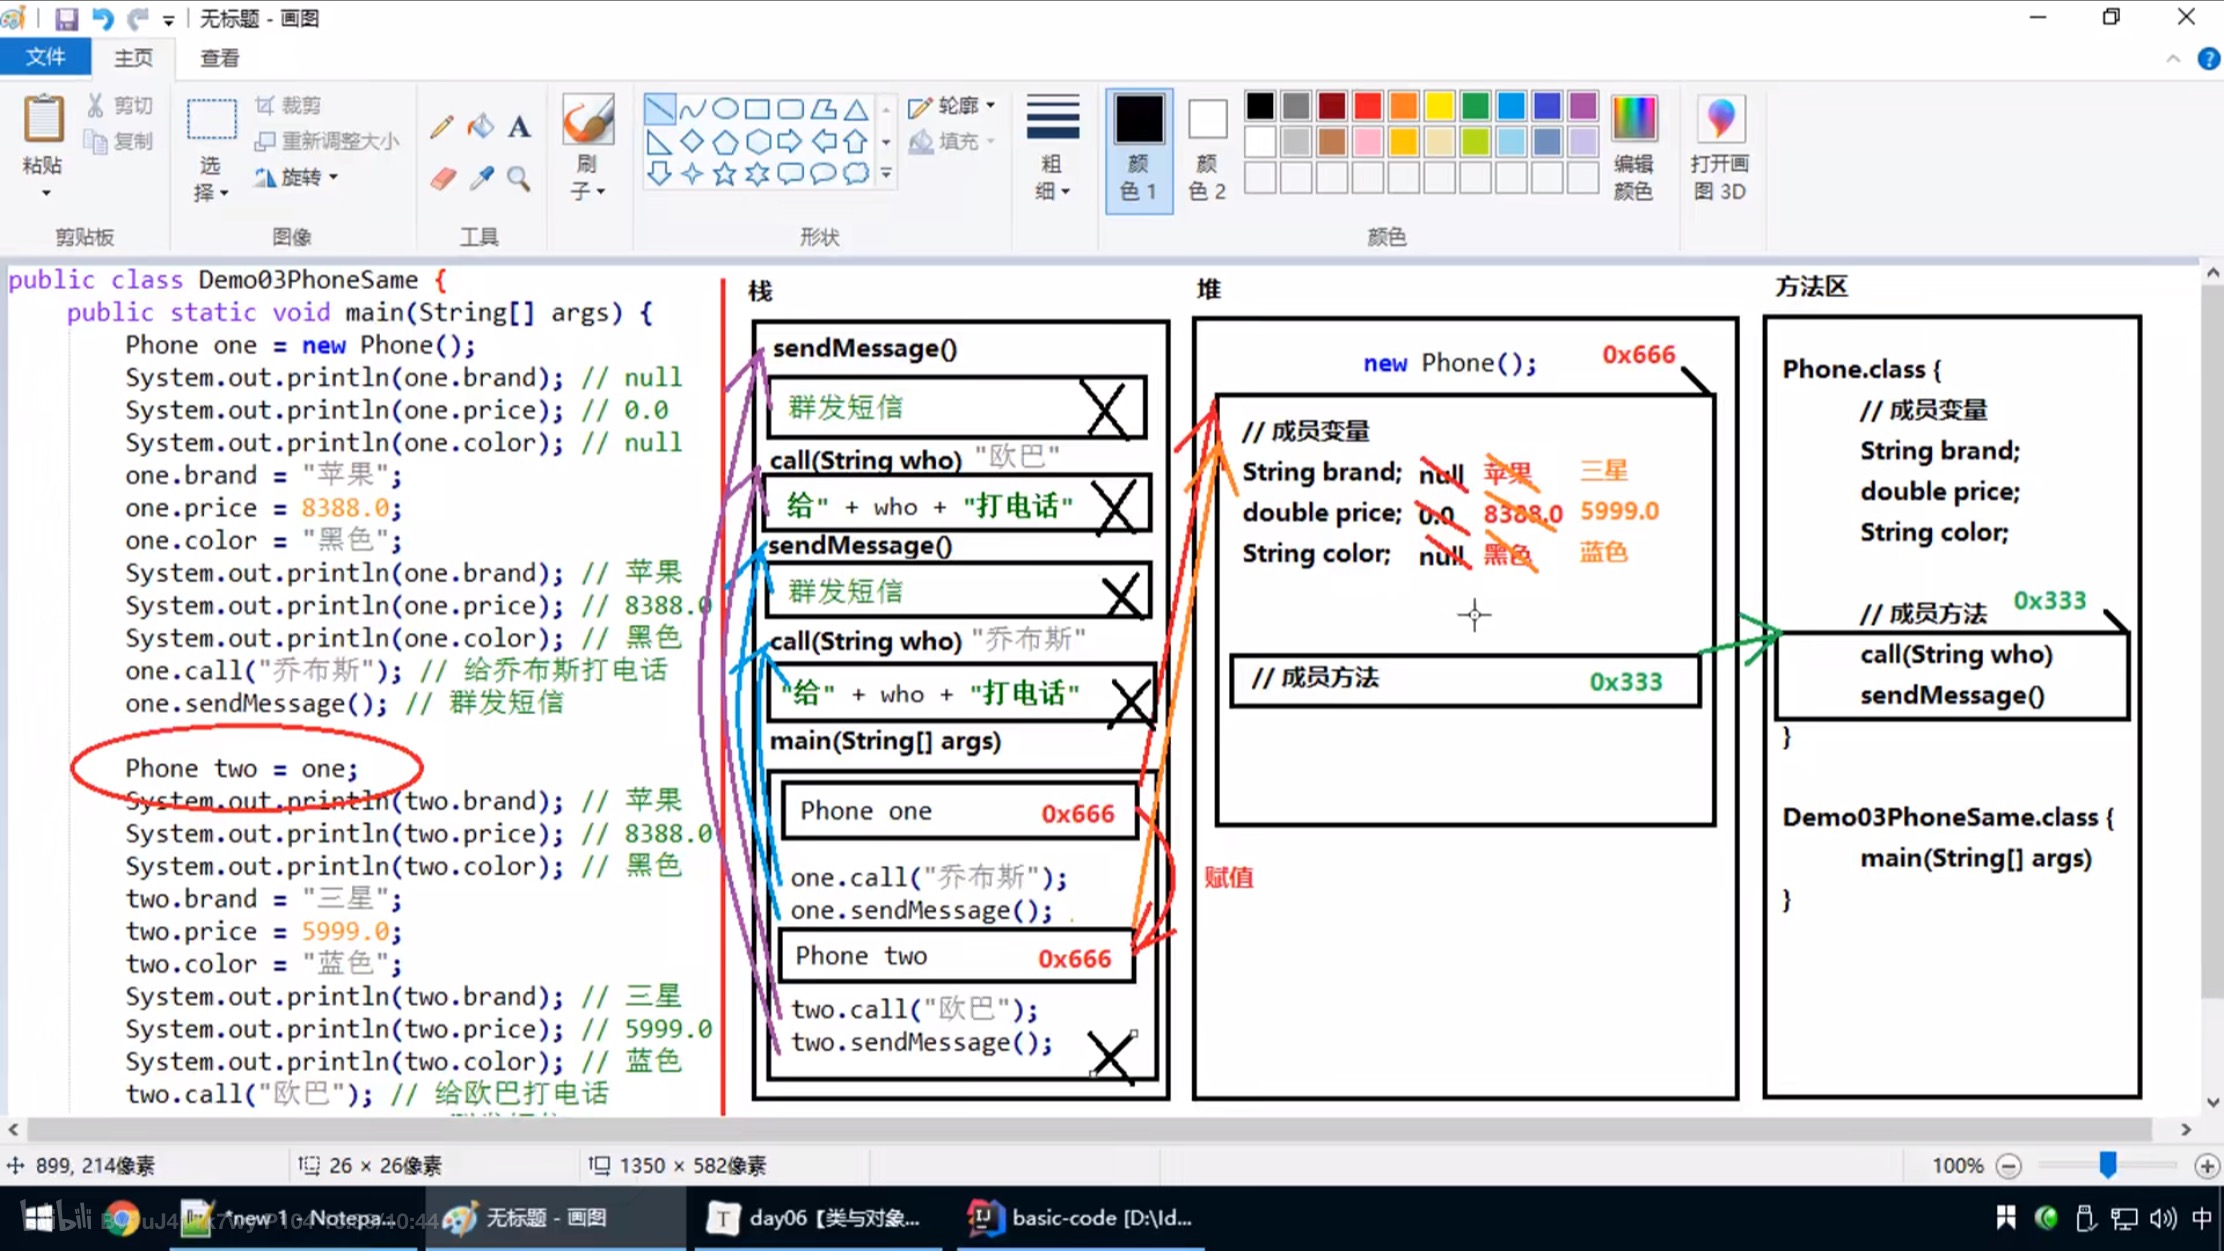 无标题 - 画图
文件 主页 查看
粘贴 剪切 复制
剪贴板
选择 裁剪 重新调整大小 旋转
图像
A
工具
刷子
形状
轮廓 填充
粗细
颜色 1
颜色 2
编辑颜色
颜色
打开画图 3D
public class Demo03PhoneSame {
public static void main(String[] args) {
Phone one = new Phone();
System.out.println(one.brand); // null
System.out.println(one.price); // 0.0
System.out.println(one.color); // null
one.brand = "苹果";
one.price = 8388.0;
one.color = "黑色";
System.out.println(one.brand); // 苹果
System.out.println(one.price); // 8388.0
System.out.println(one.color); // 黑色
one.call("乔布斯"); // 给乔布斯打电话
one.sendMessage(); // 群发短信
Phone two = one;
System.out.println(two.brand); // 苹果
System.out.println(two.price); // 8388.0
System.out.println(two.color); // 黑色
two.brand = "三星";
two.price = 5999.0;
two.color = "蓝色";
System.out.println(two.brand); // 三星
System.out.println(two.price); // 5999.0
System.out.println(two.color); // 蓝色
two.call("欧巴"); // 给欧巴打电话
栈
sendMessage()
群发短信
call(String who) "欧巴"
给" + who + "打电话"
sendMessage()
群发短信
call(String who) "乔布斯"
"给" + who + "打电话"
main(String[] args)
Phone one 0x666
one.call("乔布斯");
one.sendMessage();
Phone two 0x666
two.call("欧巴");
two.sendMessage();
堆
new Phone(); 0x666
// 成员变量
String brand; null 苹果 三星
double price; 0.0 8388.0 5999.0
String color; null 黑色 蓝色
// 成员方法 0x333
赋值
方法区
Phone.class {
// 成员变量
String brand;
double price;
String color;
// 成员方法 0x333
call(String who)
sendMessage()
}
Demo03PhoneSame.class {
main(String[] args)
}
899, 214像素 26 × 26像素 1350 × 582像素 100%
bilibili
*new 1 - Notepa...
10:44
无标题 - 画图
T day06【类与对象...
IJ basic-code [D:\Id...
中